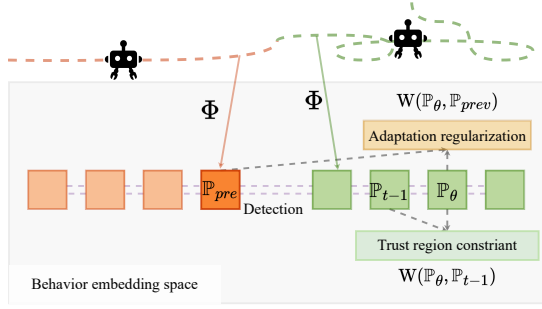 Φ
Φ
W(ℙ_θ, ℙ_prev)
Adaptation regularization
ℙ_pre
Detection
ℙ_t−1
ℙ_θ
Trust region constriant
W(ℙ_θ, ℙ_t−1)
Behavior embedding space